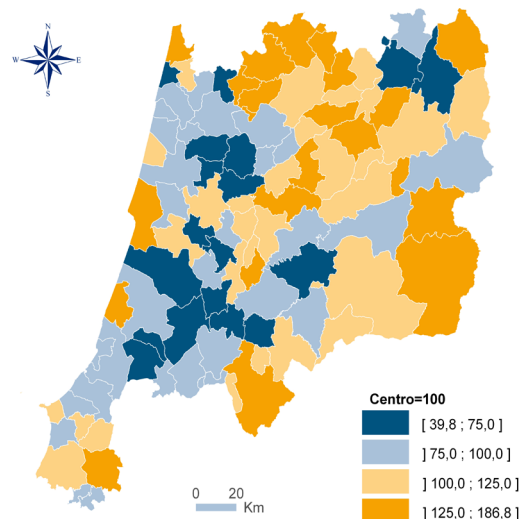 N
W E
S
Centro=100
[ 39,8 ; 75,0 ]
] 75,0 ; 100,0 ]
] 100,0 ; 125,0 ]
] 125,0 ; 186,8 ]
0 20
Km